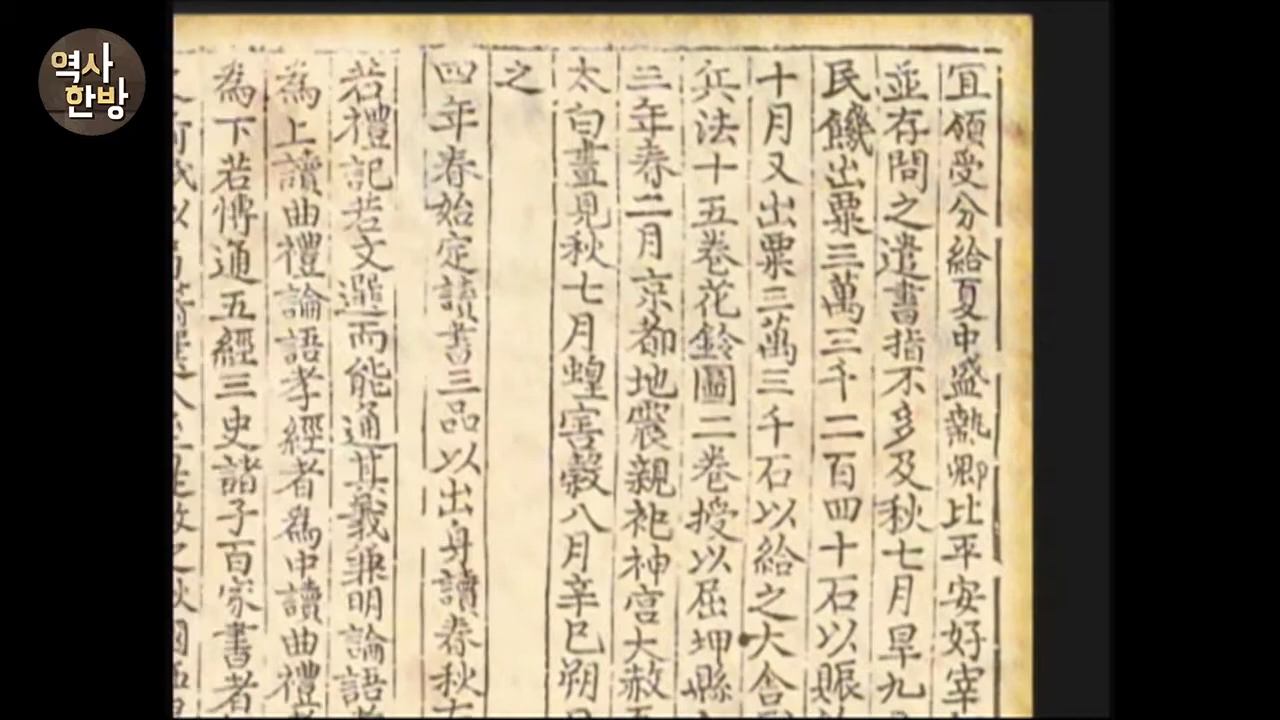 역사
한방
宜領受分給夏中盛熱卿比平安好宰
並存問之遣書指不多及秋七月旱九
民饑出粟三萬三千二百四十石以賑
十月又出粟三萬三千石以給之大舍
兵法十五卷花鈴圖二卷授以屈坤縣
三年春二月京都地震親祀神宮大赦
太白晝見秋七月蝗害穀八月辛巳朔
之
四年春始定讀書三品以出身讀春秋
若禮記若文選而能通其義兼明論語
為上讀曲禮論語孝經者為中讀曲禮
為下若愽通五經三史諸子百家書者